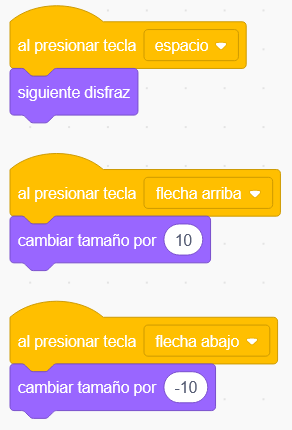 al presionar tecla espacio
siguiente disfraz
al presionar tecla flecha arriba
cambiar tamaño por 10
al presionar tecla flecha abajo
cambiar tamaño por -10